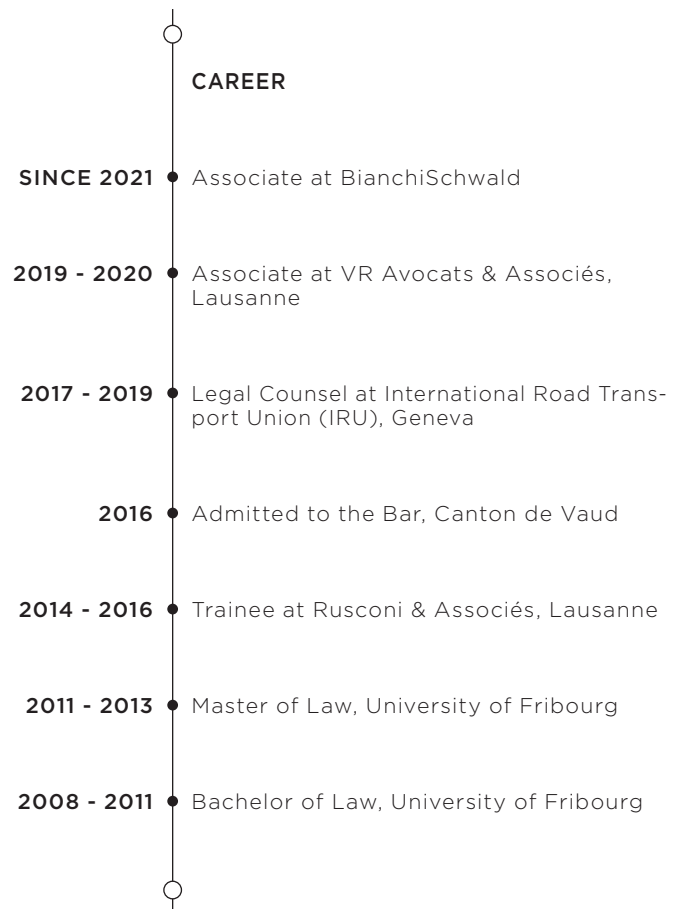 CAREER
SINCE 2021 Associate at BianchiSchwald
2019 - 2020 Associate at VR Avocats & Associés,
Lausanne
2017 - 2019 Legal Counsel at International Road Trans-
port Union (IRU), Geneva
2016 Admitted to the Bar, Canton de Vaud
2014 - 2016 Trainee at Rusconi & Associés, Lausanne
2011 - 2013 Master of Law, University of Fribourg
2008 - 2011 Bachelor of Law, University of Fribourg